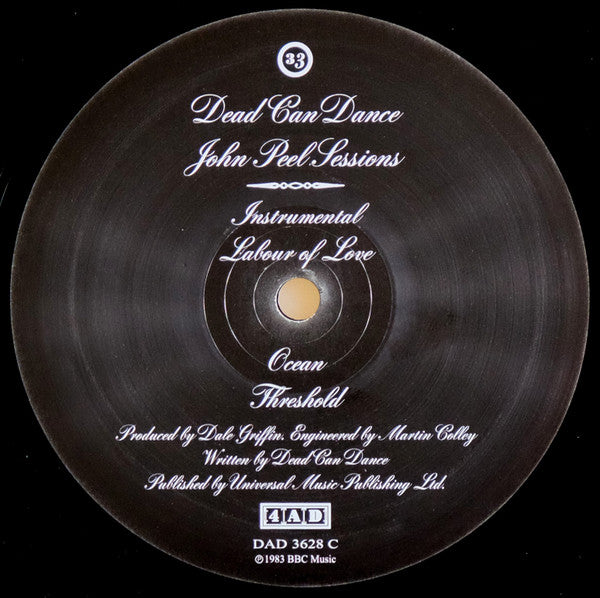 33
Dead Can Dance
John Peel Sessions
Instrumental
Labour of Love
Ocean
Threshold
Produced by Dale Griffin. Engineered by Martin Colley
Written by Dead Can Dance
Published by Universal Music Publishing Ltd.
4AD
DAD 3628 C
℗1983 BBC Music